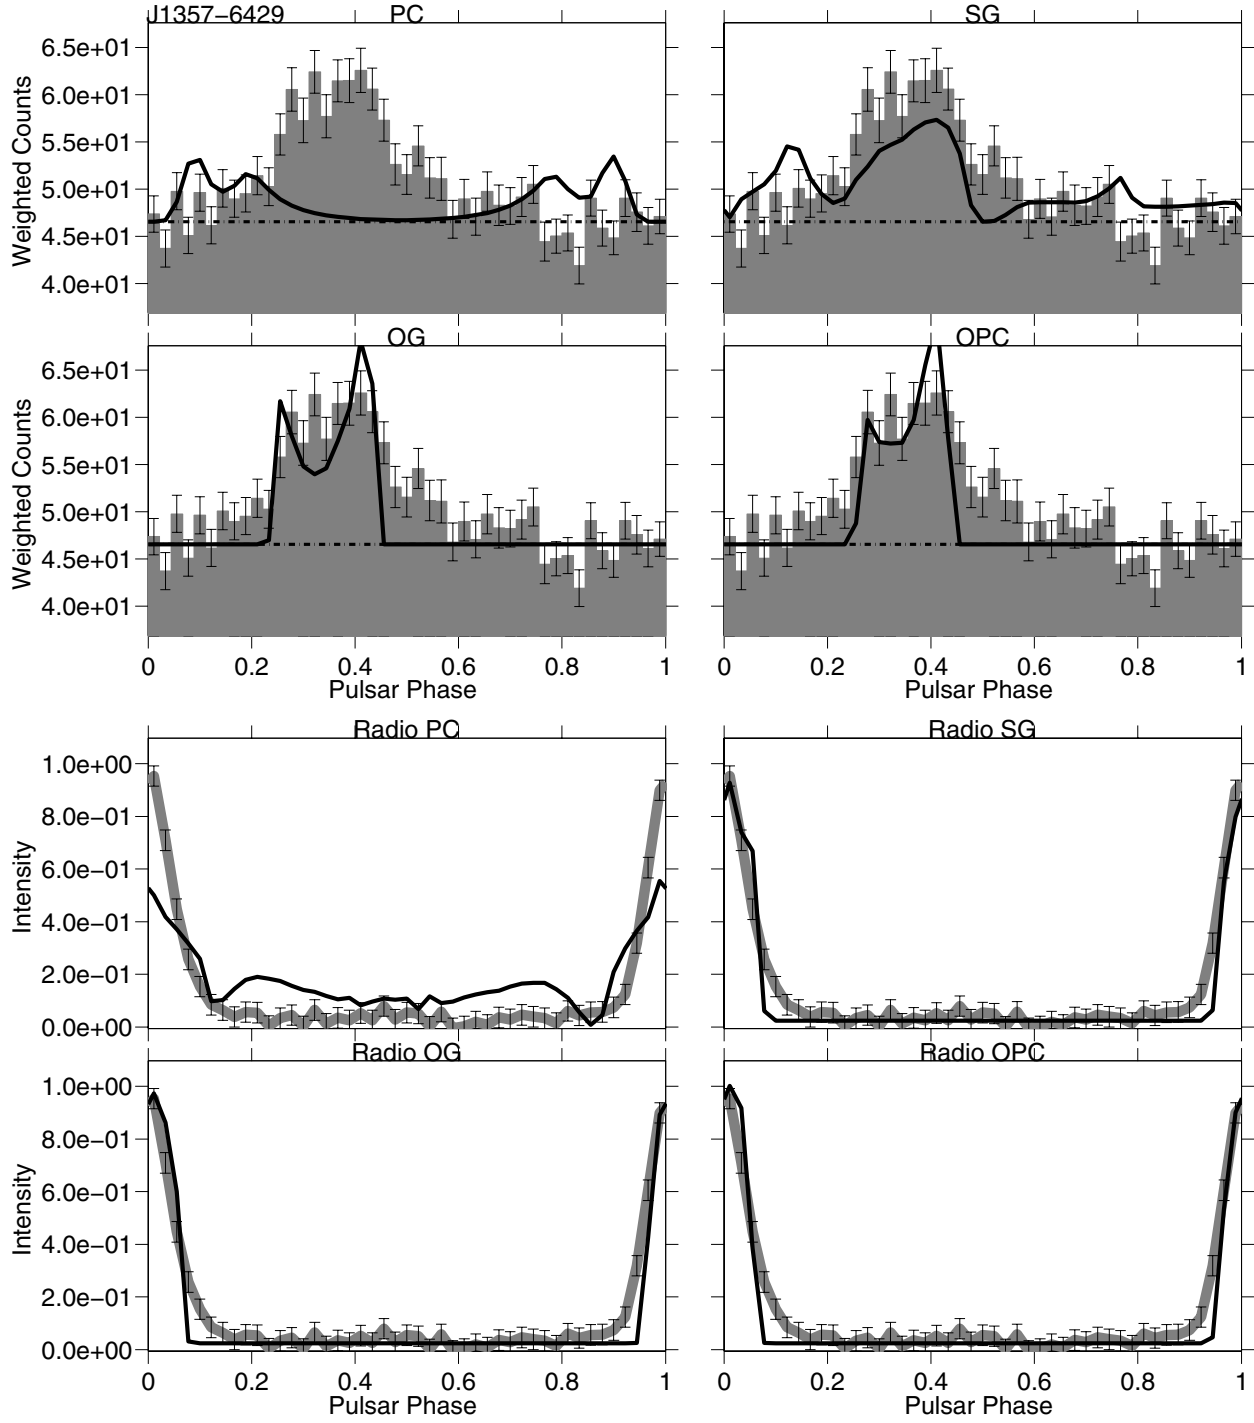 J1357−6429 PC SG
6.5e+01
6.0e+01
5.5e+01
5.0e+01
4.5e+01
4.0e+01
Weighted Counts
OG OPC
6.5e+01
6.0e+01
5.5e+01
5.0e+01
4.5e+01
4.0e+01
Weighted Counts
0 0.2 0.4 0.6 0.8 1 0 0.2 0.4 0.6 0.8 1
Pulsar Phase Pulsar Phase
Radio PC Radio SG
1.0e+00
8.0e−01
6.0e−01
4.0e−01
2.0e−01
0.0e+00
Intensity
Radio OG Radio OPC
1.0e+00
8.0e−01
6.0e−01
4.0e−01
2.0e−01
0.0e+00
Intensity
0 0.2 0.4 0.6 0.8 1 0 0.2 0.4 0.6 0.8 1
Pulsar Phase Pulsar Phase